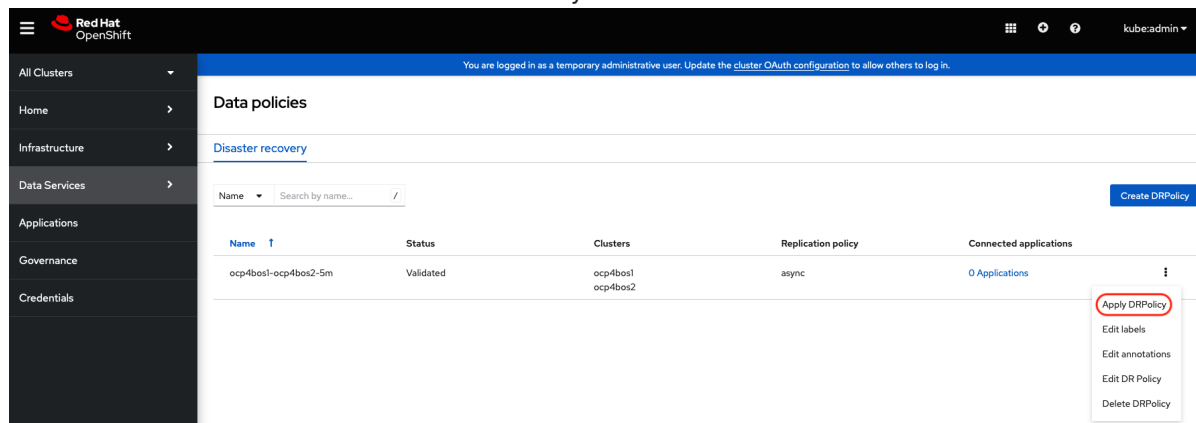 Red Hat
OpenShift
kube:admin
All Clusters
You are logged in as a temporary administrative user. Update the cluster OAuth configuration to allow others to log in.
Home
Infrastructure
Data Services
Applications
Governance
Credentials
Data policies
Disaster recovery
Name Search by name... /
Create DRPolicy
Name Status Clusters Replication policy Connected applications
ocp4bos1-ocp4bos2-5m Validated ocp4bos1 async 0 Applications
ocp4bos2
Apply DRPolicy
Edit labels
Edit annotations
Edit DR Policy
Delete DRPolicy